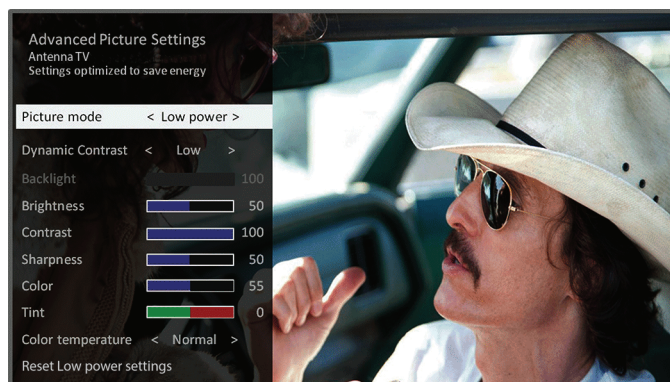 Advanced Picture Settings
Antenna TV
Settings optimized to save energy
Picture mode < Low power >
Dynamic Contrast < Low >
Backlight 100
Brightness 50
Contrast 100
Sharpness 50
Color 55
Tint 0
Color temperature < Normal >
Reset Low power settings